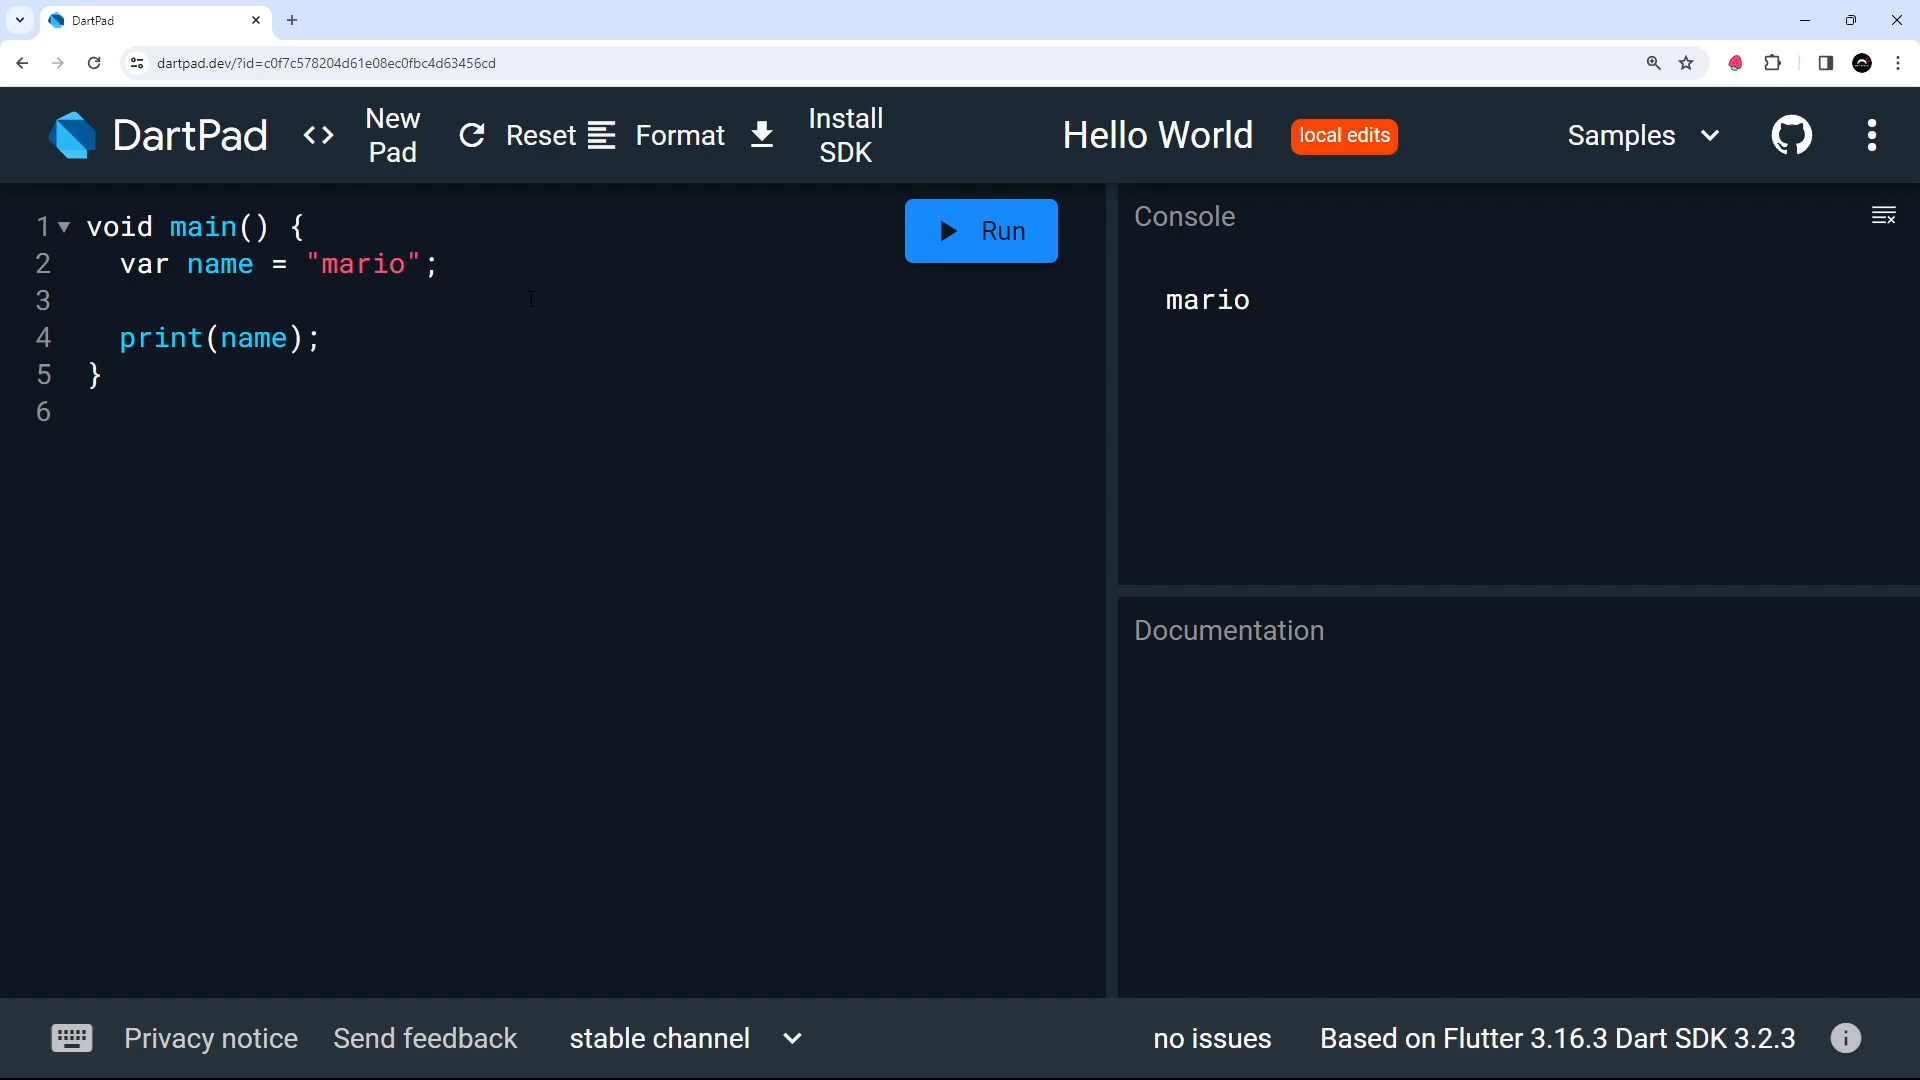 DartPad
dartpad.dev/?id=c0f7c578204d61e08ec0fbc4d63456cd
DartPad
New
Pad
Reset
Format
Install
SDK
Hello World
local edits
Samples
1 void main() {
2 var name = "mario";
3
4 print(name);
5 }
6
Run
Console
mario
Documentation
Privacy notice
Send feedback
stable channel
no issues
Based on Flutter 3.16.3 Dart SDK 3.2.3